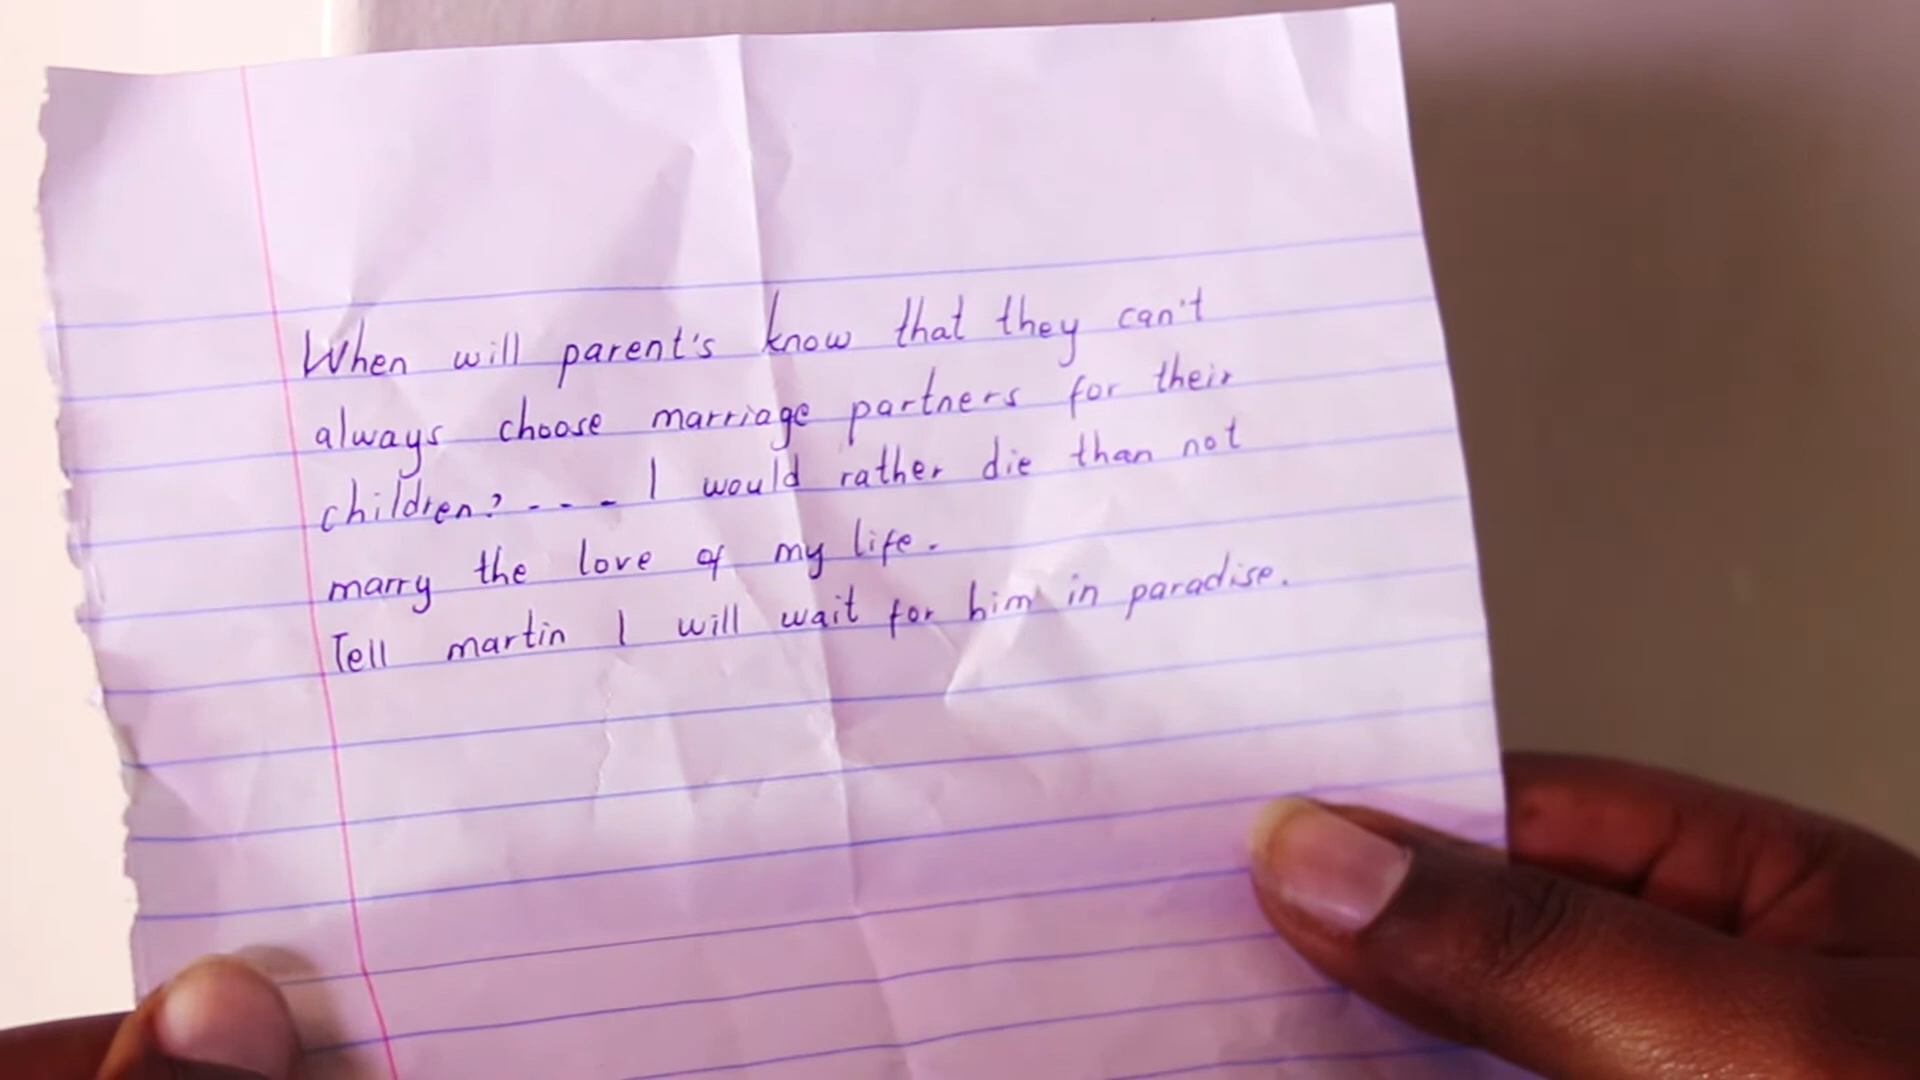 When will parent's know that they can't
always choose marriage partners for their
children? - - - I would rather die than not
marry the love of my life.
Tell martin I will wait for him in paradise.